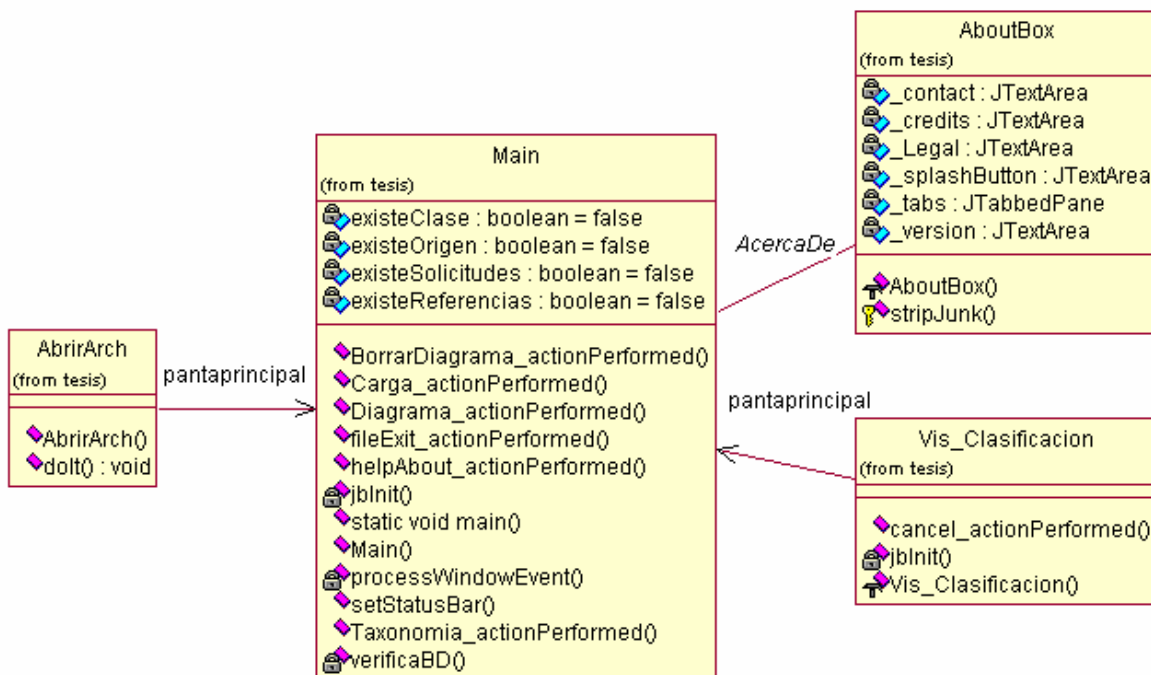 AboutBox
(from tesis)
_contact : JTextArea
_credits : JTextArea
_Legal : JTextArea
_splashButton : JTextArea
_tabs : JTabbedPane
_version : JTextArea
AboutBox()
stripJunk()
AcercaDe
Main
(from tesis)
existeClase : boolean = false
existeOrigen : boolean = false
existeSolicitudes : boolean = false
existeReferencias : boolean = false
BorrarDiagrama_actionPerformed()
Carga_actionPerformed()
Diagrama_actionPerformed()
fileExit_actionPerformed()
helpAbout_actionPerformed()
jbInit()
static void main()
Main()
processWindowEvent()
setStatusBar()
Taxonomia_actionPerformed()
verificaBD()
AbrirArch
(from tesis)
AbrirArch()
doIt() : void
pantaprincipal
pantaprincipal
Vis_Clasificacion
(from tesis)
cancel_actionPerformed()
jbInit()
Vis_Clasificacion()